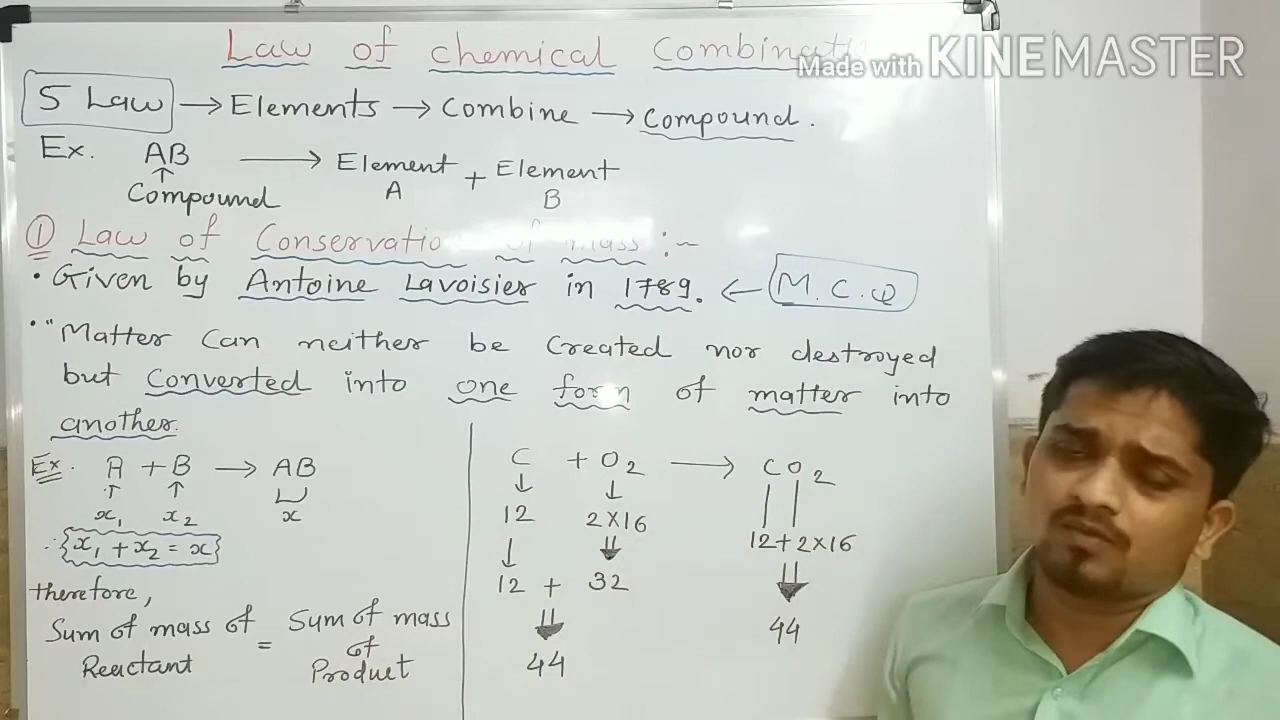 Law of chemical Combinati
Made with KINEMASTER
5 Law → Elements → Combine → Compound.
Ex. AB → Element A + Element B
↑
Compound
① Law of Conservatio of mass :~
• Given by Antoine Lavoisier in 1789. ← M.C.Q
• "Matter Can neither be Created nor destroyed
but Converted into one form of matter into
another.
Ex. A + B → AB
↑ ↑
x₁ x₂ x
∴ {x₁ + x₂ = x}
therefore,
Sum of mass of Reactant = Sum of mass of Product
C + O₂ → CO₂
↓ ↓
12 2×16 12+2×16
↓ ⇓ ⇓
12 + 32 44
⇓
44